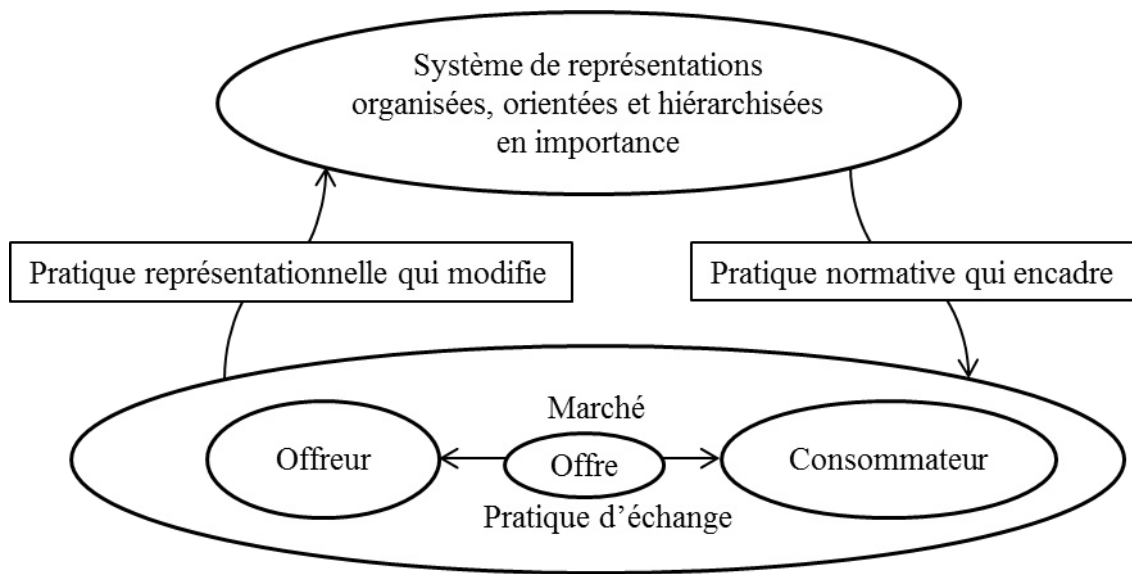 Système de représentations
organisées, orientées et hiérarchisées
en importance
Pratique représentationnelle qui modifie
Pratique normative qui encadre
Marché
Offreur
Offre
Consommateur
Pratique d’échange